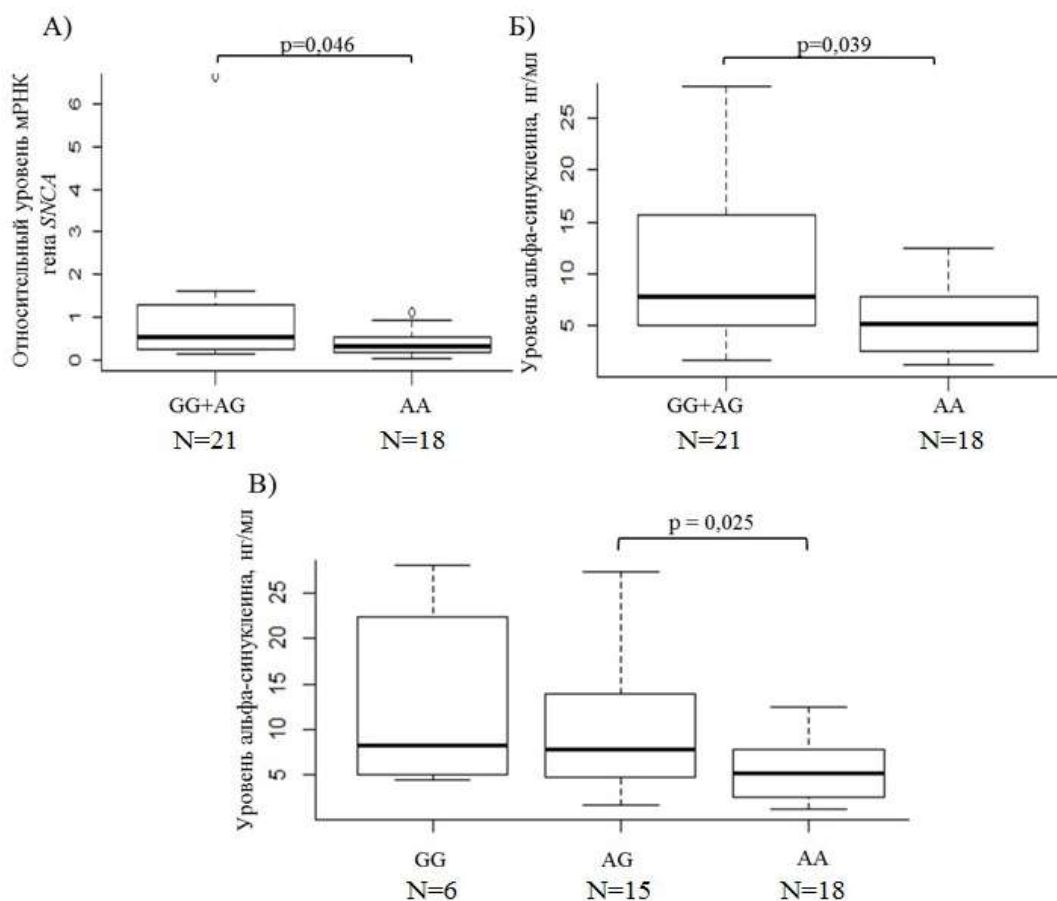 А)
p=0,046
Относительный уровень мРНК
гена SNCA
6
5
4
3
2
1
0
GG+AG
AA
N=21
N=18
Б)
p=0,039
Уровень альфа-синуклеина, нг/мл
25
20
15
10
5
GG+AG
AA
N=21
N=18
В)
p = 0,025
Уровень альфа-синуклеина, нг/мл
25
20
15
10
5
GG
AG
AA
N=6
N=15
N=18